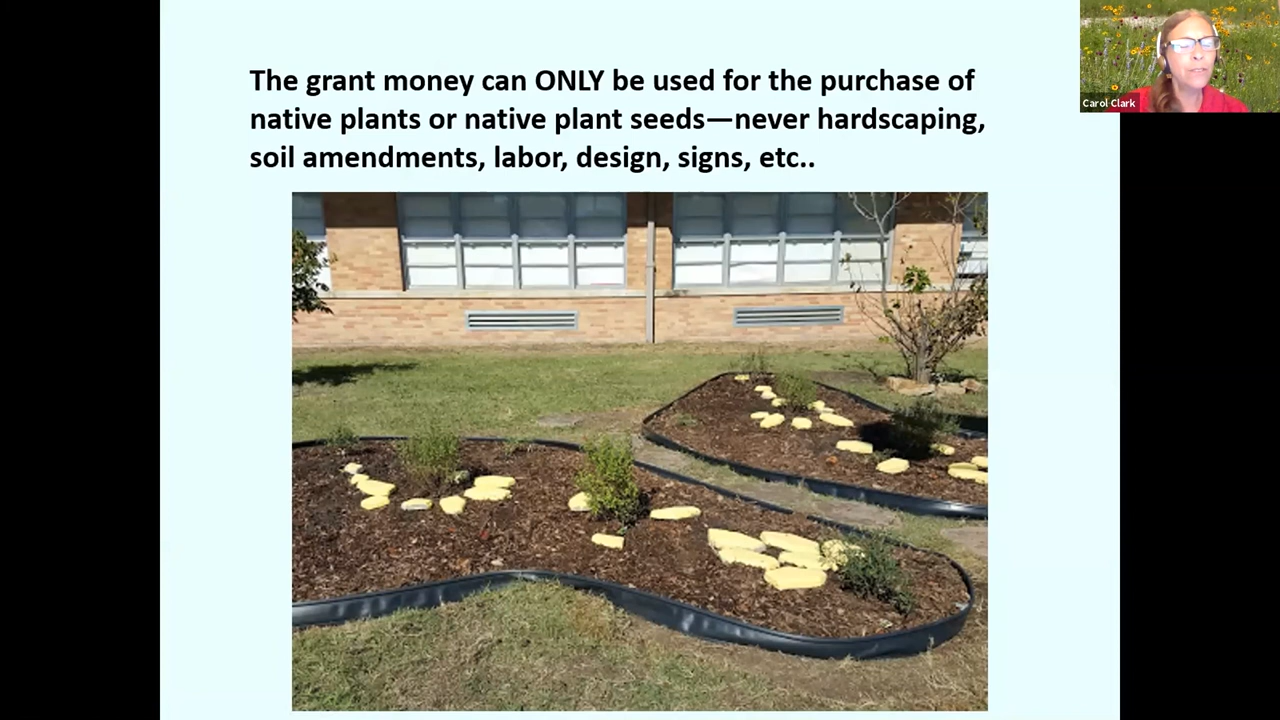 The grant money can ONLY be used for the purchase of
native plants or native plant seeds—never hardscaping,
soil amendments, labor, design, signs, etc..
Carol Clark